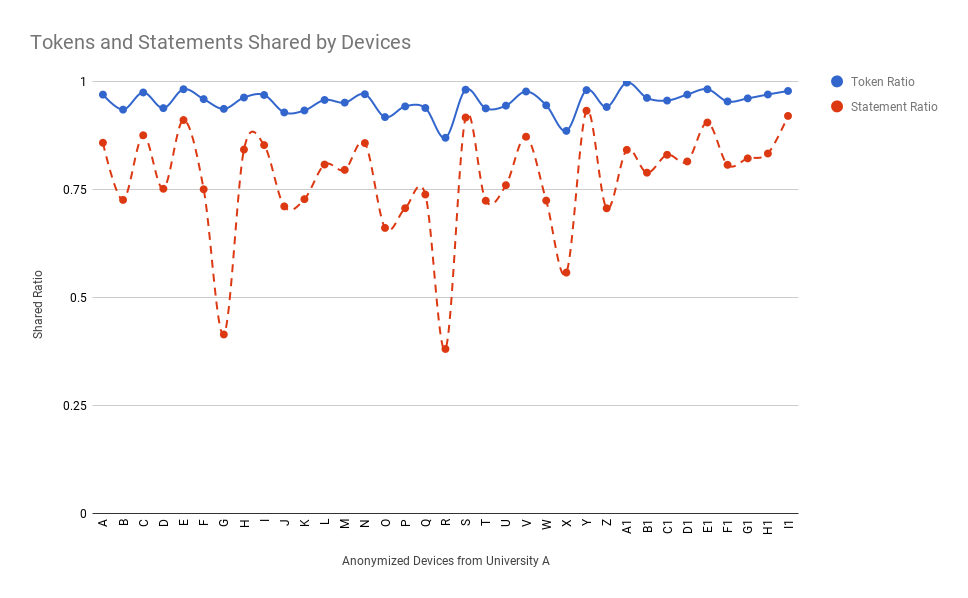 Tokens and Statements Shared by Devices
1
0.75
0.5
0.25
0
Shared Ratio
Token Ratio
Statement Ratio
A B C D E F G H I J K L M N O P Q R S T U V W X Y Z A1 B1 C1 D1 E1 F1 G1 H1 I1
Anonymized Devices from University A